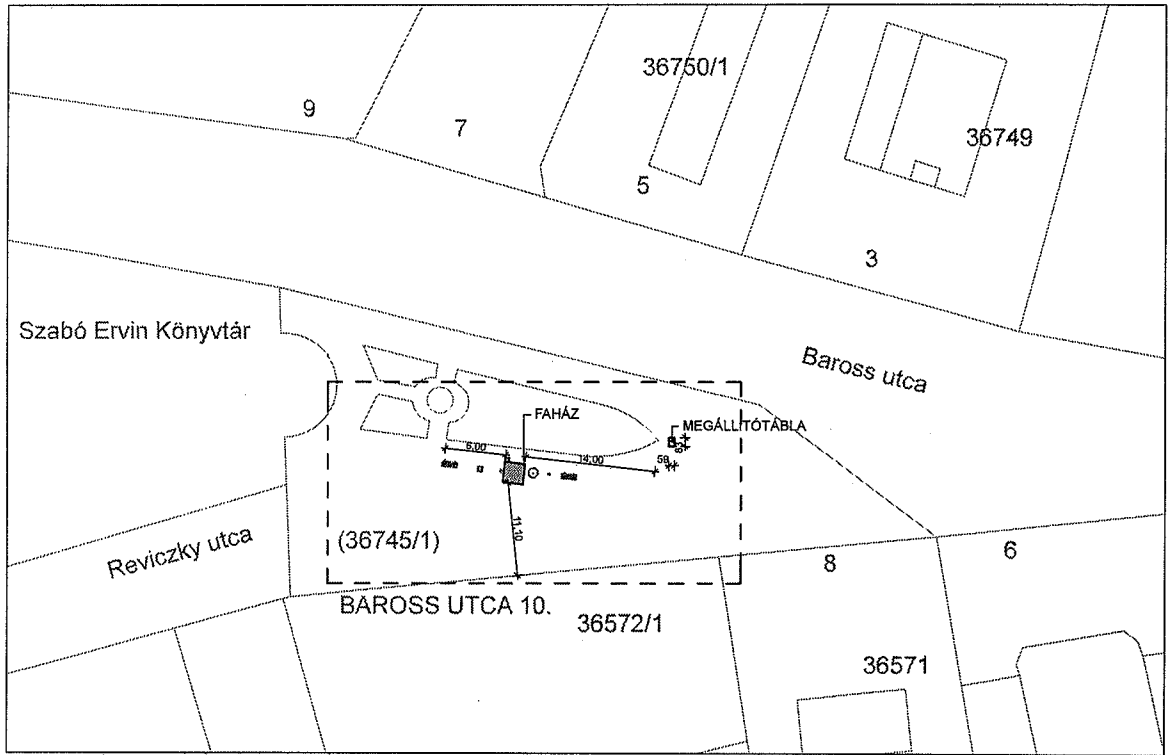 36750/1
9
7
36749
5
3
Szabó Ervin Könyvtár
Baross utca
FAHÁZ
MEGÁLLÍTÓTÁBLA
6,00
14,00
59
11,10
Reviczky utca
(36745/1)
8
6
BAROSS UTCA 10.
36572/1
36571